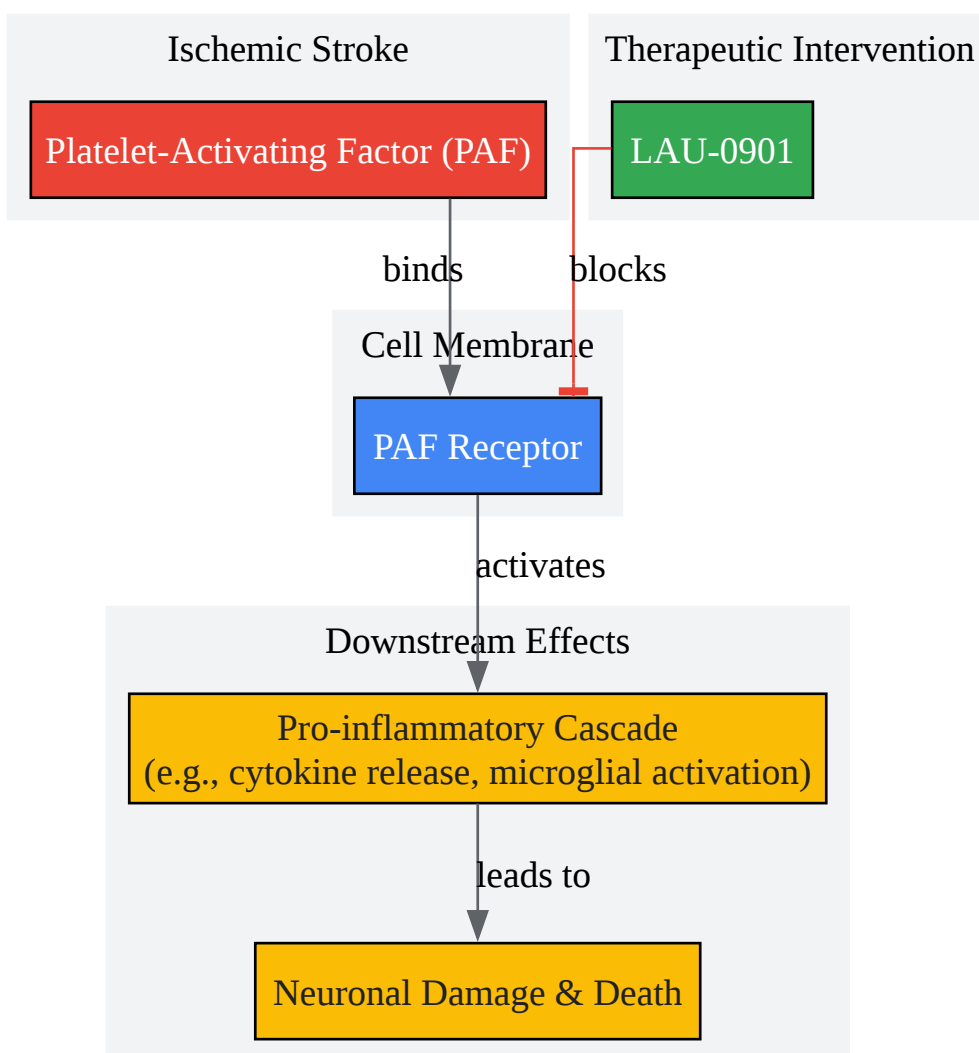 Ischemic Stroke
Therapeutic Intervention
Platelet-Activating Factor (PAF)
LAU-0901
binds
blocks
Cell Membrane
PAF Receptor
activates
Downstream Effects
Pro-inflammatory Cascade
(e.g., cytokine release, microglial activation)
leads to
Neuronal Damage & Death